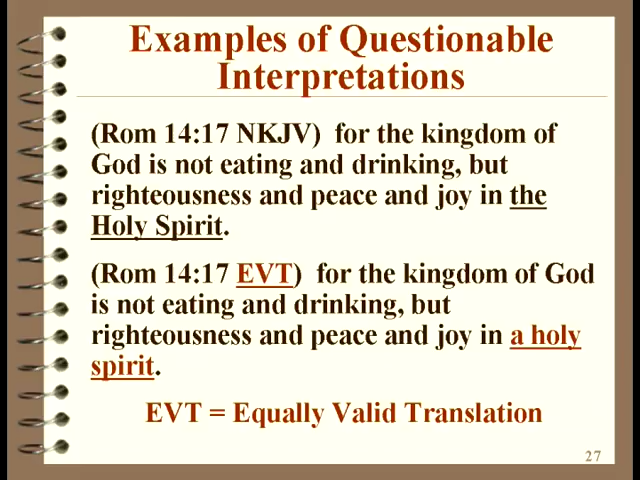 Examples of Questionable
Interpretations
(Rom 14:17 NKJV)  for the kingdom of
God is not eating and drinking, but
righteousness and peace and joy in the
Holy Spirit.
(Rom 14:17 EVT)  for the kingdom of God
is not eating and drinking, but
righteousness and peace and joy in a holy
spirit.
EVT = Equally Valid Translation
27